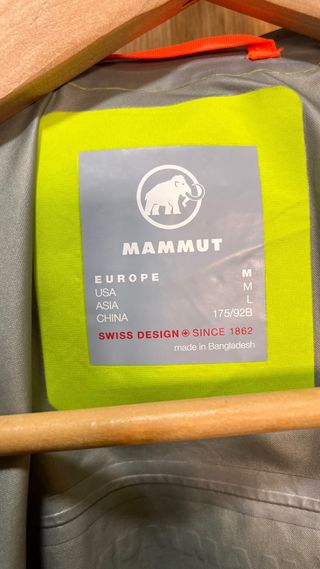 MAMMUT
EUROPE M
USA M
ASIA L
CHINA 175/92B
SWISS DESIGN SINCE 1862
made in Bangladesh